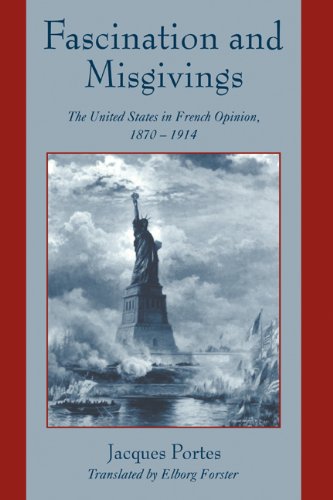 Fascination and
Misgivings
The United States in French Opinion,
1870 – 1914
Jacques Portes
Translated by Elborg Forster